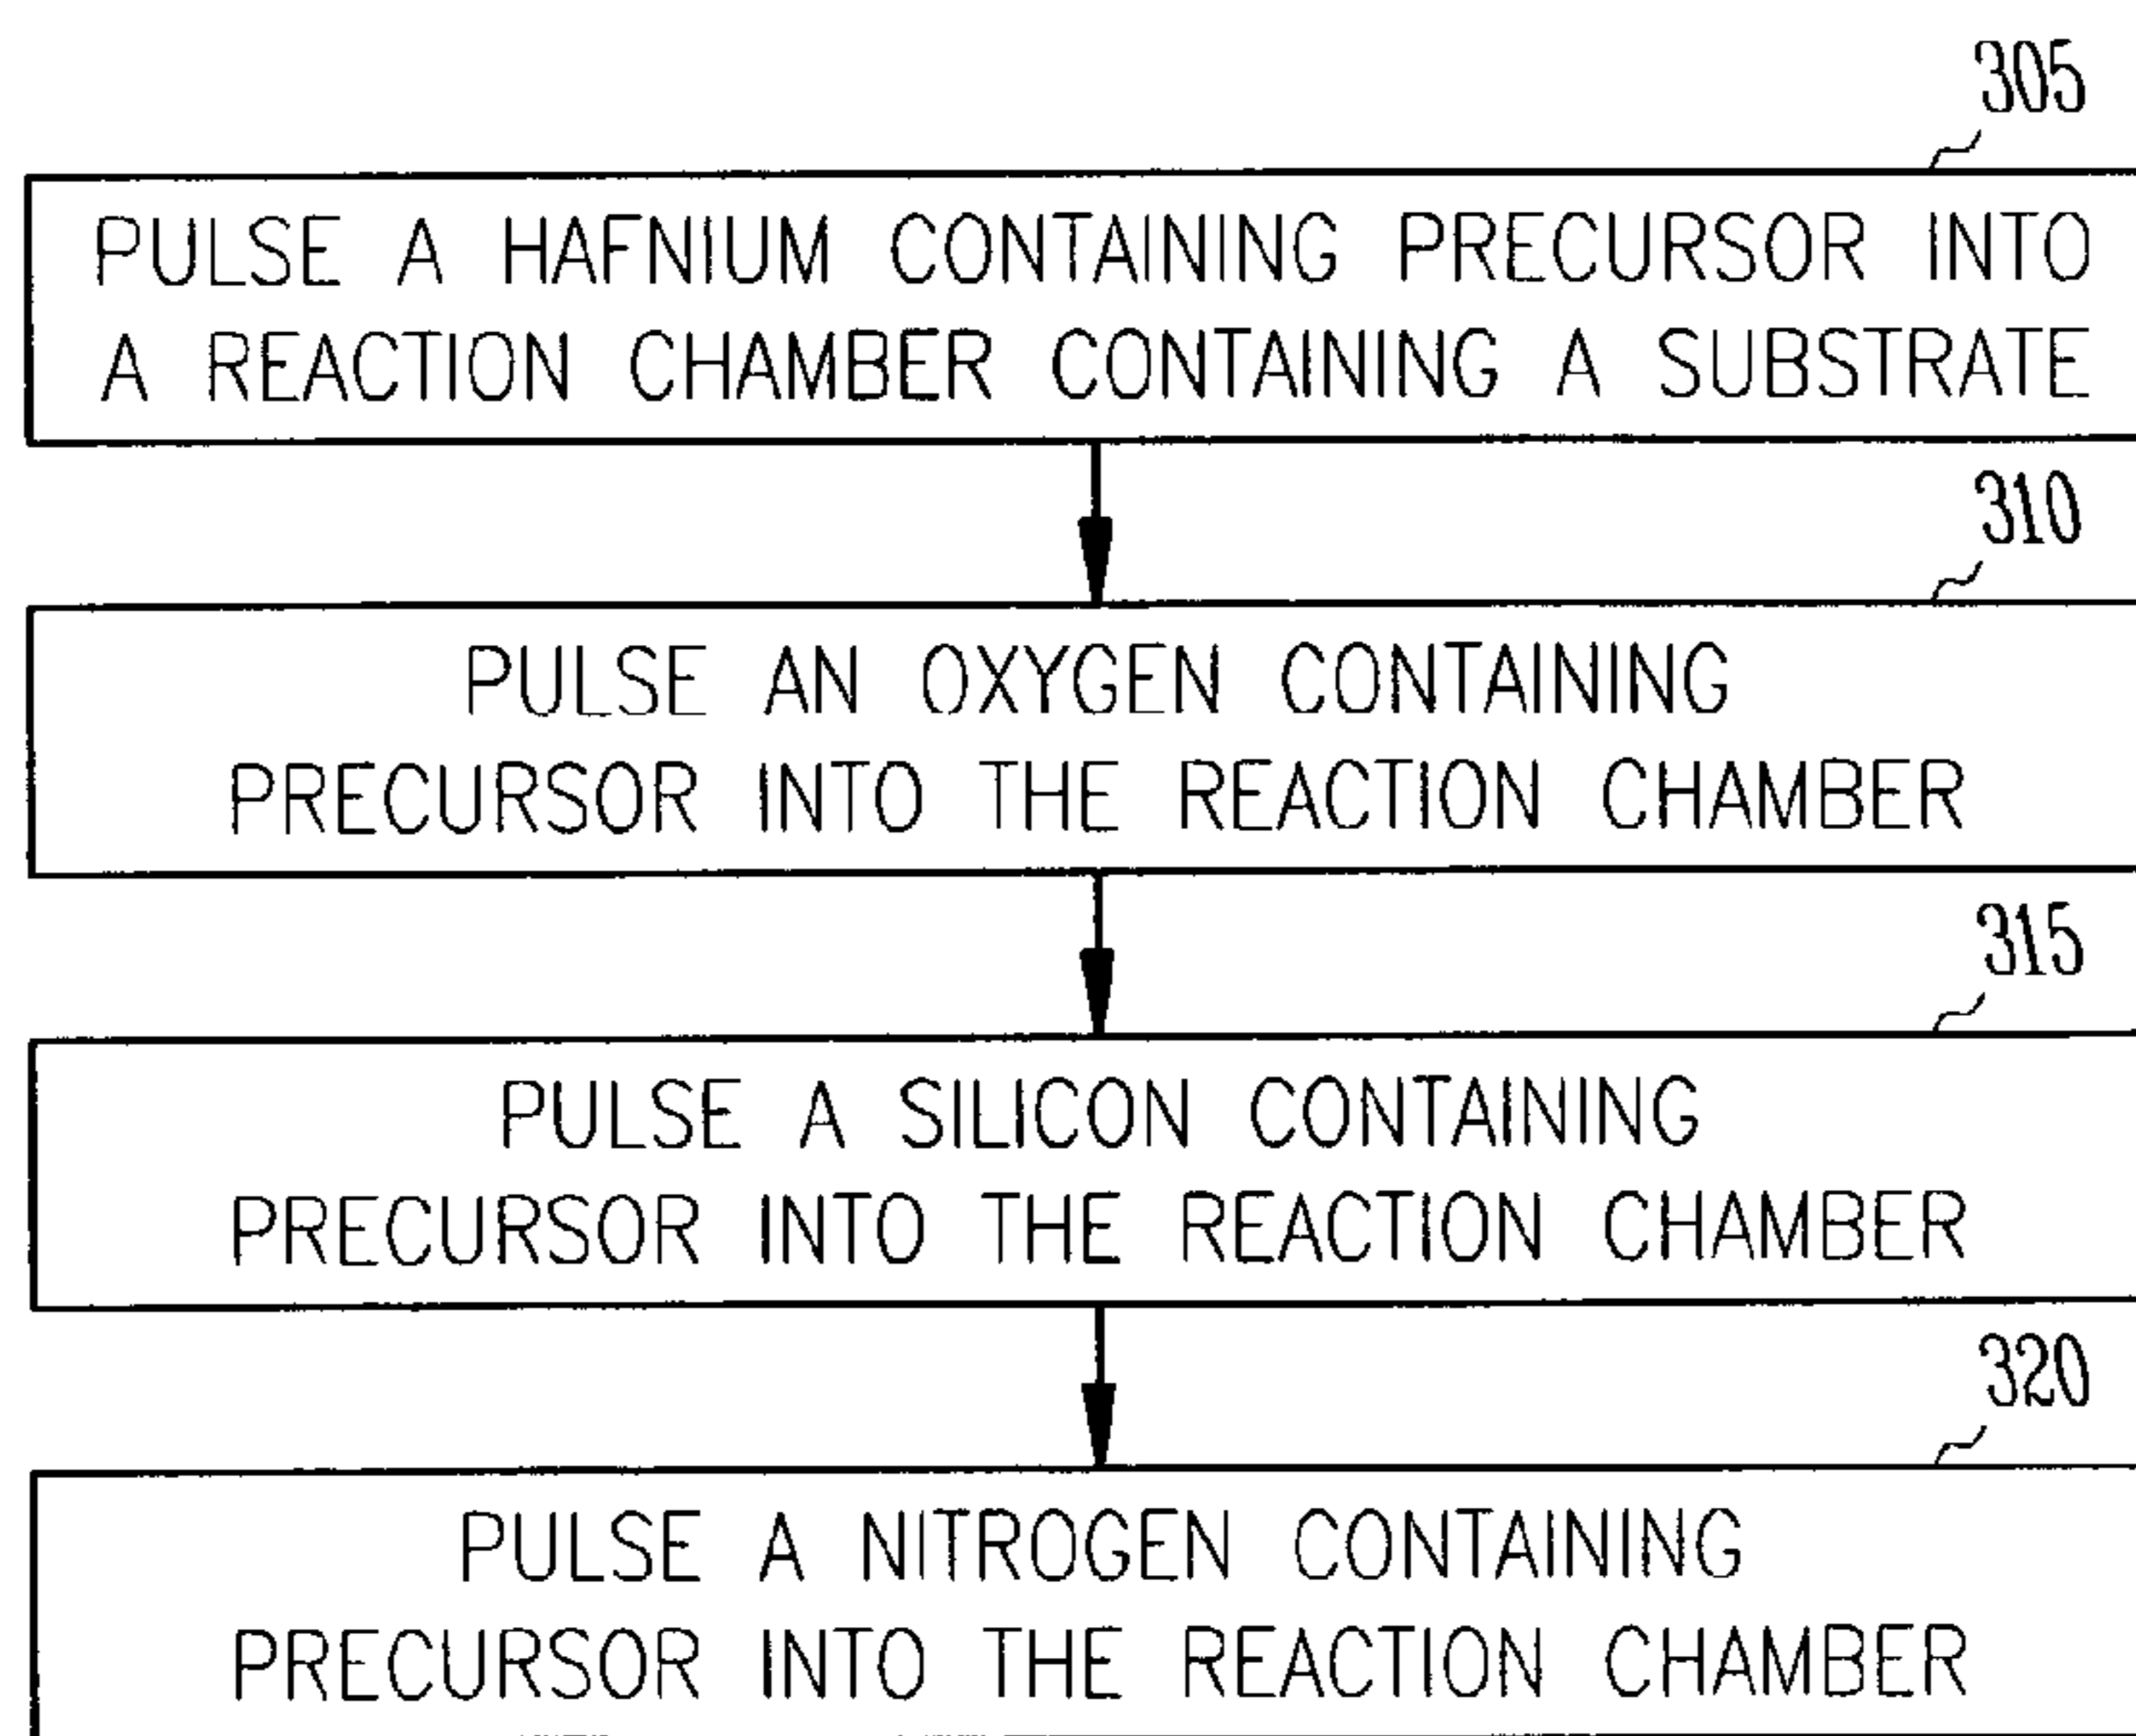 305
PULSE A HAFNIUM CONTAINING PRECURSOR INTO
A REACTION CHAMBER CONTAINING A SUBSTRATE
310
PULSE AN OXYGEN CONTAINING
PRECURSOR INTO THE REACTION CHAMBER
315
PULSE A SILICON CONTAINING
PRECURSOR INTO THE REACTION CHAMBER
320
PULSE A NITROGEN CONTAINING
PRECURSOR INTO THE REACTION CHAMBER